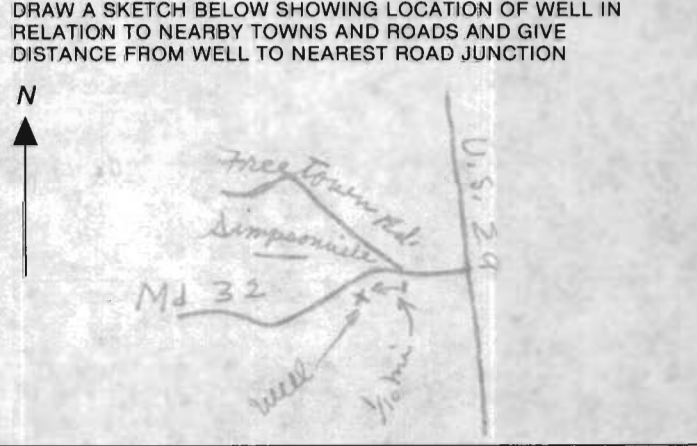 DRAW A SKETCH BELOW SHOWING LOCATION OF WELL IN
RELATION TO NEARBY TOWNS AND ROADS AND GIVE
DISTANCE FROM WELL TO NEAREST ROAD JUNCTION
N
U.S. 29
Free Town Rd.
Simpsonville
Md 32
Well
1/10 mi